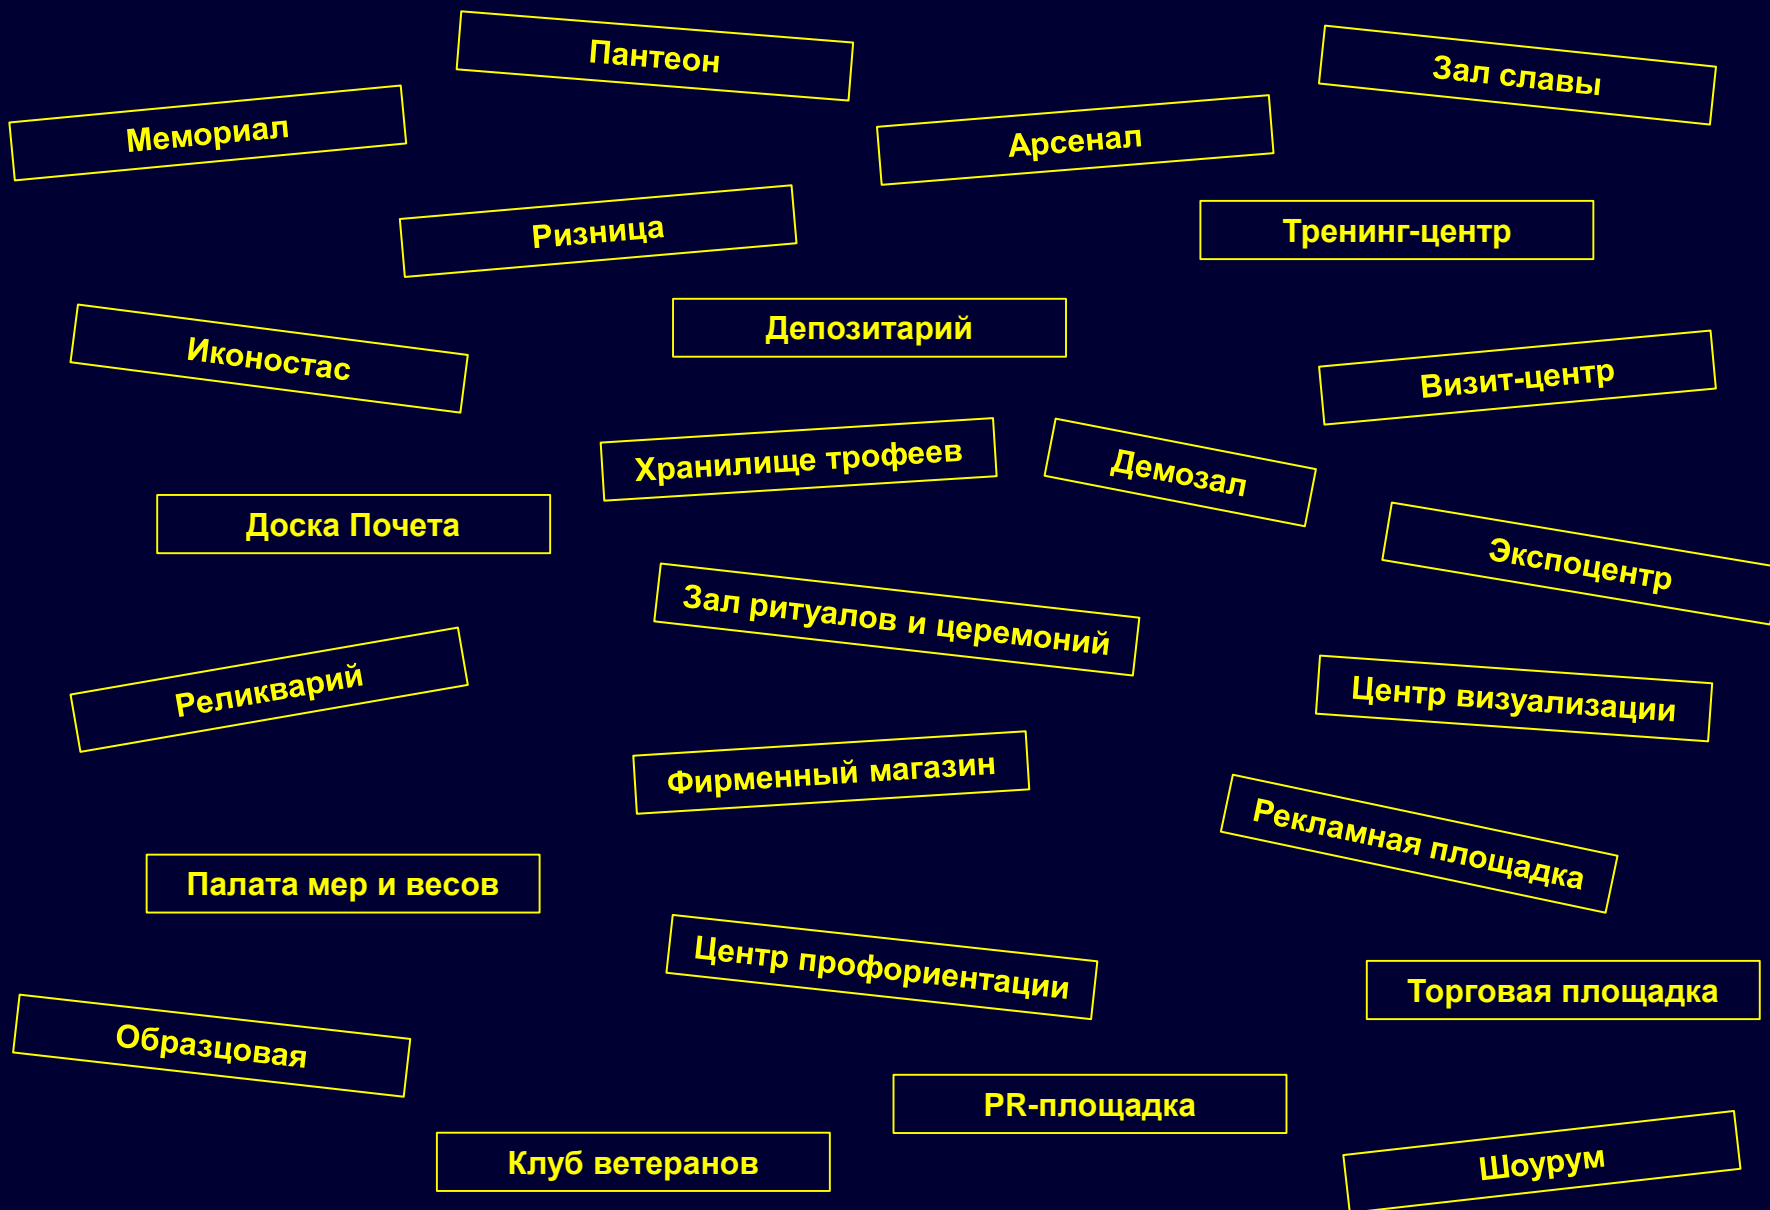 Пантеон
Зал славы
Мемориал
Арсенал
Ризница
Тренинг-центр
Депозитарий
Иконостас
Визит-центр
Хранилище трофеев
Демозал
Доска Почета
Экспоцентр
Зал ритуалов и церемоний
Реликварий
Центр визуализации
Фирменный магазин
Рекламная площадка
Палата мер и весов
Центр профориентации
Торговая площадка
Образцовая
PR-площадка
Клуб ветеранов
Шоурум